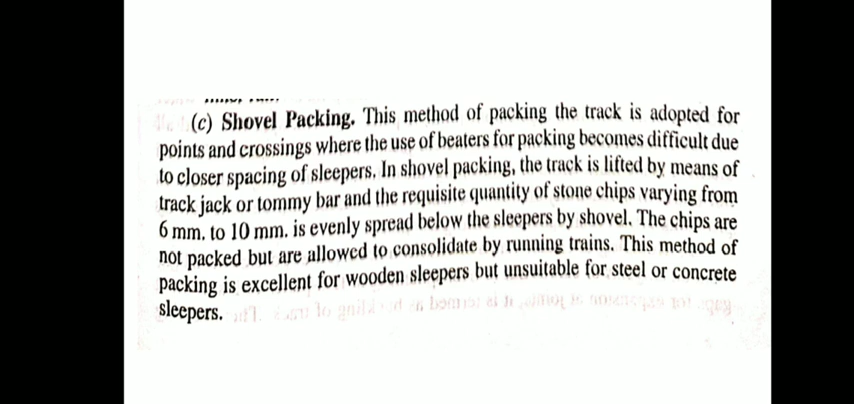 (c) Shovel Packing. This method of packing the track is adopted for
points and crossings where the use of beaters for packing becomes difficult due
to closer spacing of sleepers. In shovel packing, the track is lifted by means of
track jack or tommy bar and the requisite quantity of stone chips varying from
6 mm. to 10 mm. is evenly spread below the sleepers by shovel. The chips are
not packed but are allowed to consolidate by running trains. This method of
packing is excellent for wooden sleepers but unsuitable for steel or concrete
sleepers.